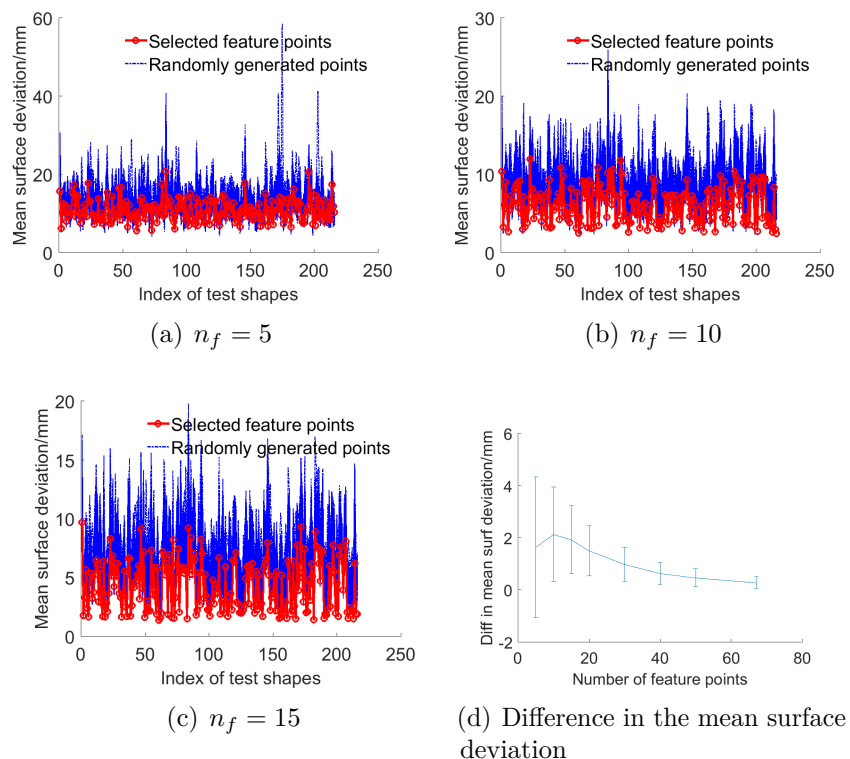 Mean surface deviation/mm
60
40
20
0
Selected feature points
Randomly generated points
0 50 100 150 200 250
Index of test shapes
(a) n_f = 5
Mean surface deviation/mm
30
20
10
0
Selected feature points
Randomly generated points
0 50 100 150 200 250
Index of test shapes
(b) n_f = 10
Mean surface deviation/mm
20
15
10
5
0
Selected feature points
Randomly generated points
0 50 100 150 200 250
Index of test shapes
(c) n_f = 15
Diff in mean surf deviation/mm
6
4
2
0
-2
0 20 40 60 80
Number of feature points
(d) Difference in the mean surface
deviation